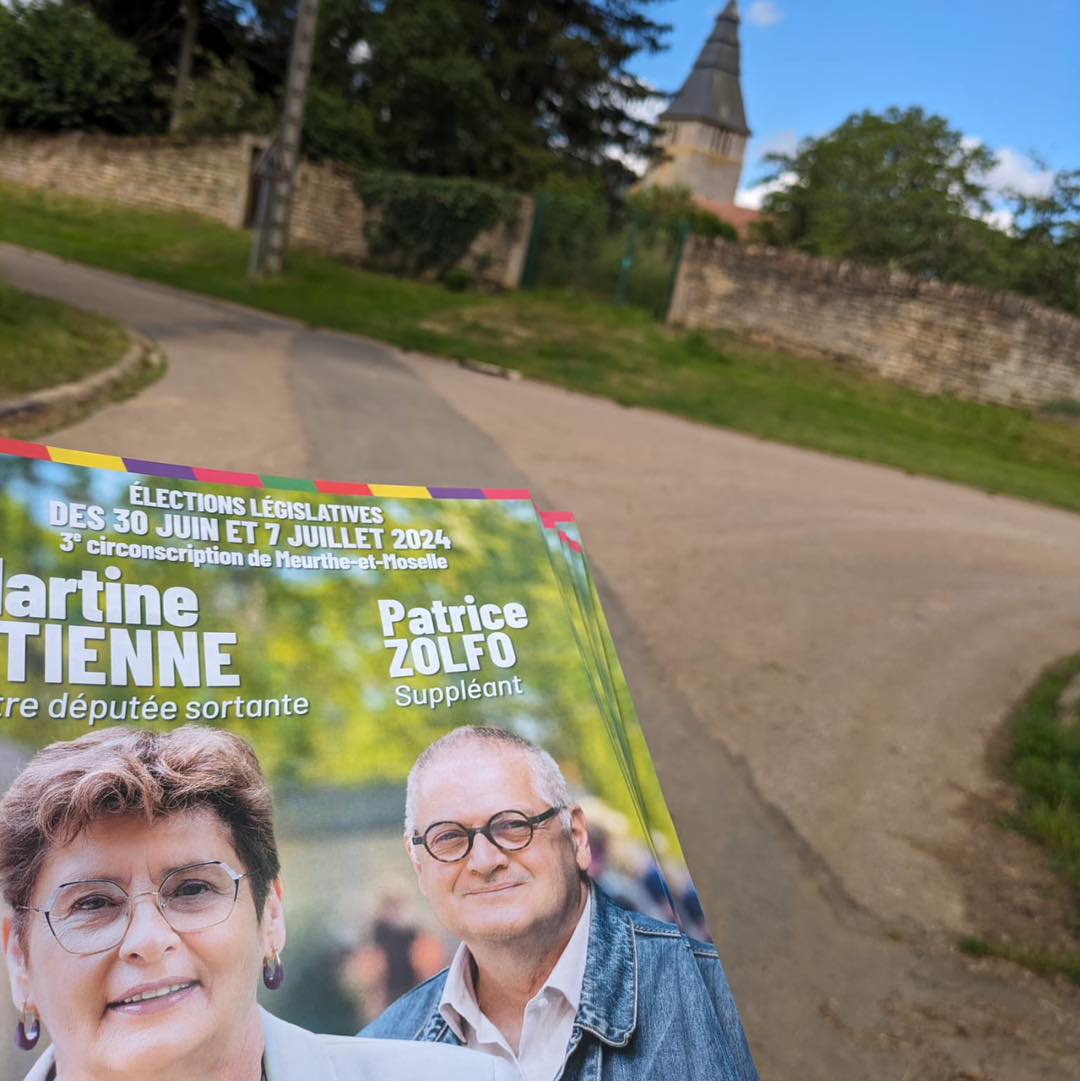 ÉLECTIONS LÉGISLATIVES
DES 30 JUIN ET 7 JUILLET 2024
3e circonscription de Meurthe-et-Moselle
artine
TIENNE
tre députée sortante
Patrice
ZOLFO
Suppléant